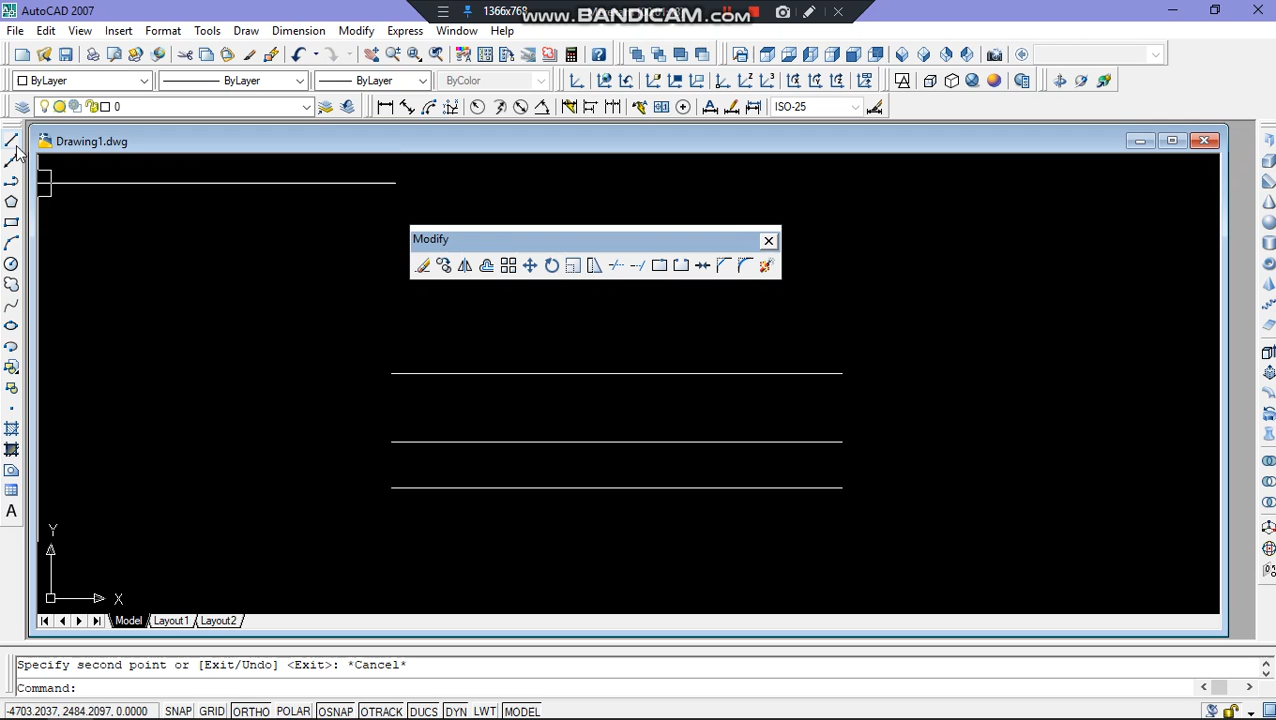 AutoCAD 2007
1366x768
www.BANDICAM.com
File Edit View Insert Format Tools Draw Dimension Modify Express Window Help
ByLayer ByLayer ByLayer ByColor
0 ISO-25
Drawing1.dwg
Modify
Y
X
Model Layout1 Layout2
Specify second point or [Exit/Undo] <Exit>: *Cancel*
Command:
-4703.2037, 2484.2097, 0.0000 SNAP GRID ORTHO POLAR OSNAP OTRACK DUCS DYN LWT MODEL